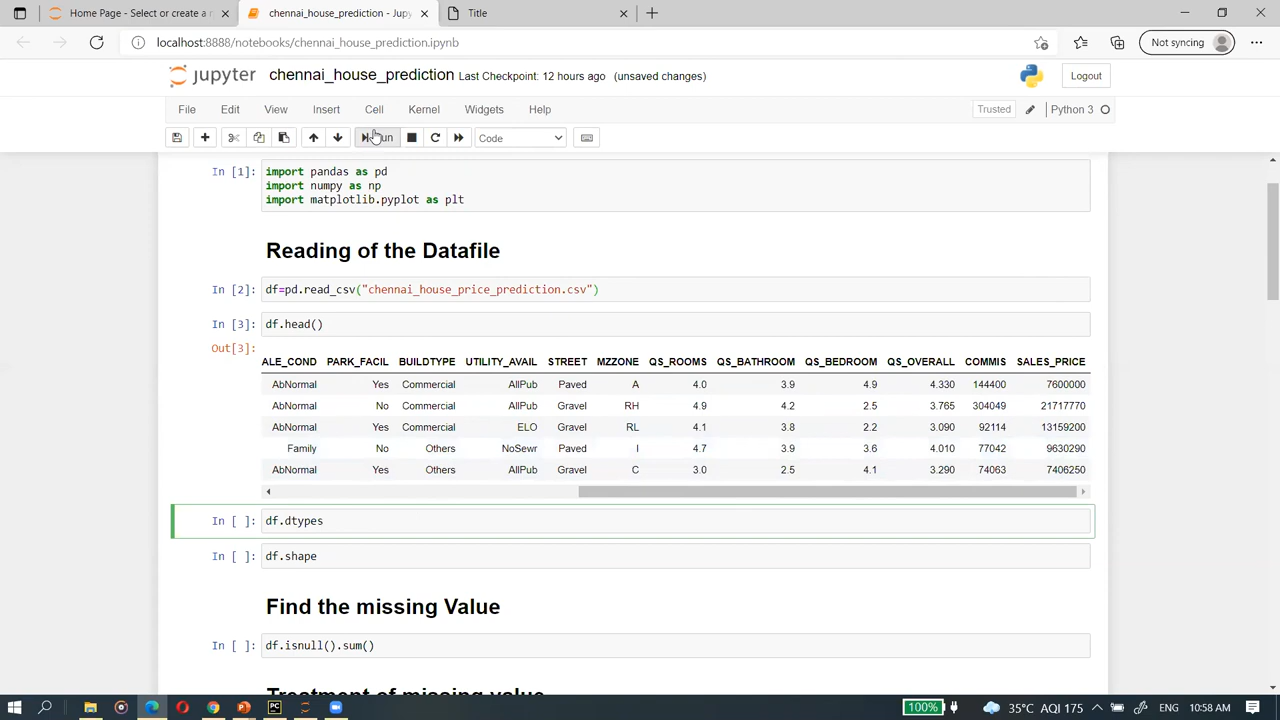 Home Page - Select or create a n
chennai_house_prediction - Jupy
Title
localhost:8888/notebooks/chennai_house_prediction.ipynb
Not syncing
jupyter chennai_house_prediction Last Checkpoint: 12 hours ago (unsaved changes)
Logout
File Edit View Insert Cell Kernel Widgets Help
Trusted Python 3
Code
In [1]: import pandas as pd
import numpy as np
import matplotlib.pyplot as plt
Reading of the Datafile
In [2]: df=pd.read_csv("chennai_house_price_prediction.csv")
In [3]: df.head()
Out[3]:
ALE_COND PARK_FACIL BUILDTYPE UTILITY_AVAIL STREET MZZONE QS_ROOMS QS_BATHROOM QS_BEDROOM QS_OVERALL COMMIS SALES_PRICE
AbNormal Yes Commercial AllPub Paved A 4.0 3.9 4.9 4.330 144400 7600000
AbNormal No Commercial AllPub Gravel RH 4.9 4.2 2.5 3.765 304049 21717770
AbNormal Yes Commercial ELO Gravel RL 4.1 3.8 2.2 3.090 92114 13159200
Family No Others NoSewr Paved I 4.7 3.9 3.6 4.010 77042 9630290
AbNormal Yes Others AllPub Gravel C 3.0 2.5 4.1 3.290 74063 7406250
In [ ]: df.dtypes
In [ ]: df.shape
Find the missing Value
In [ ]: df.isnull().sum()
Treatment of missing value
100% 35°C AQI 175 ENG 10:58 AM